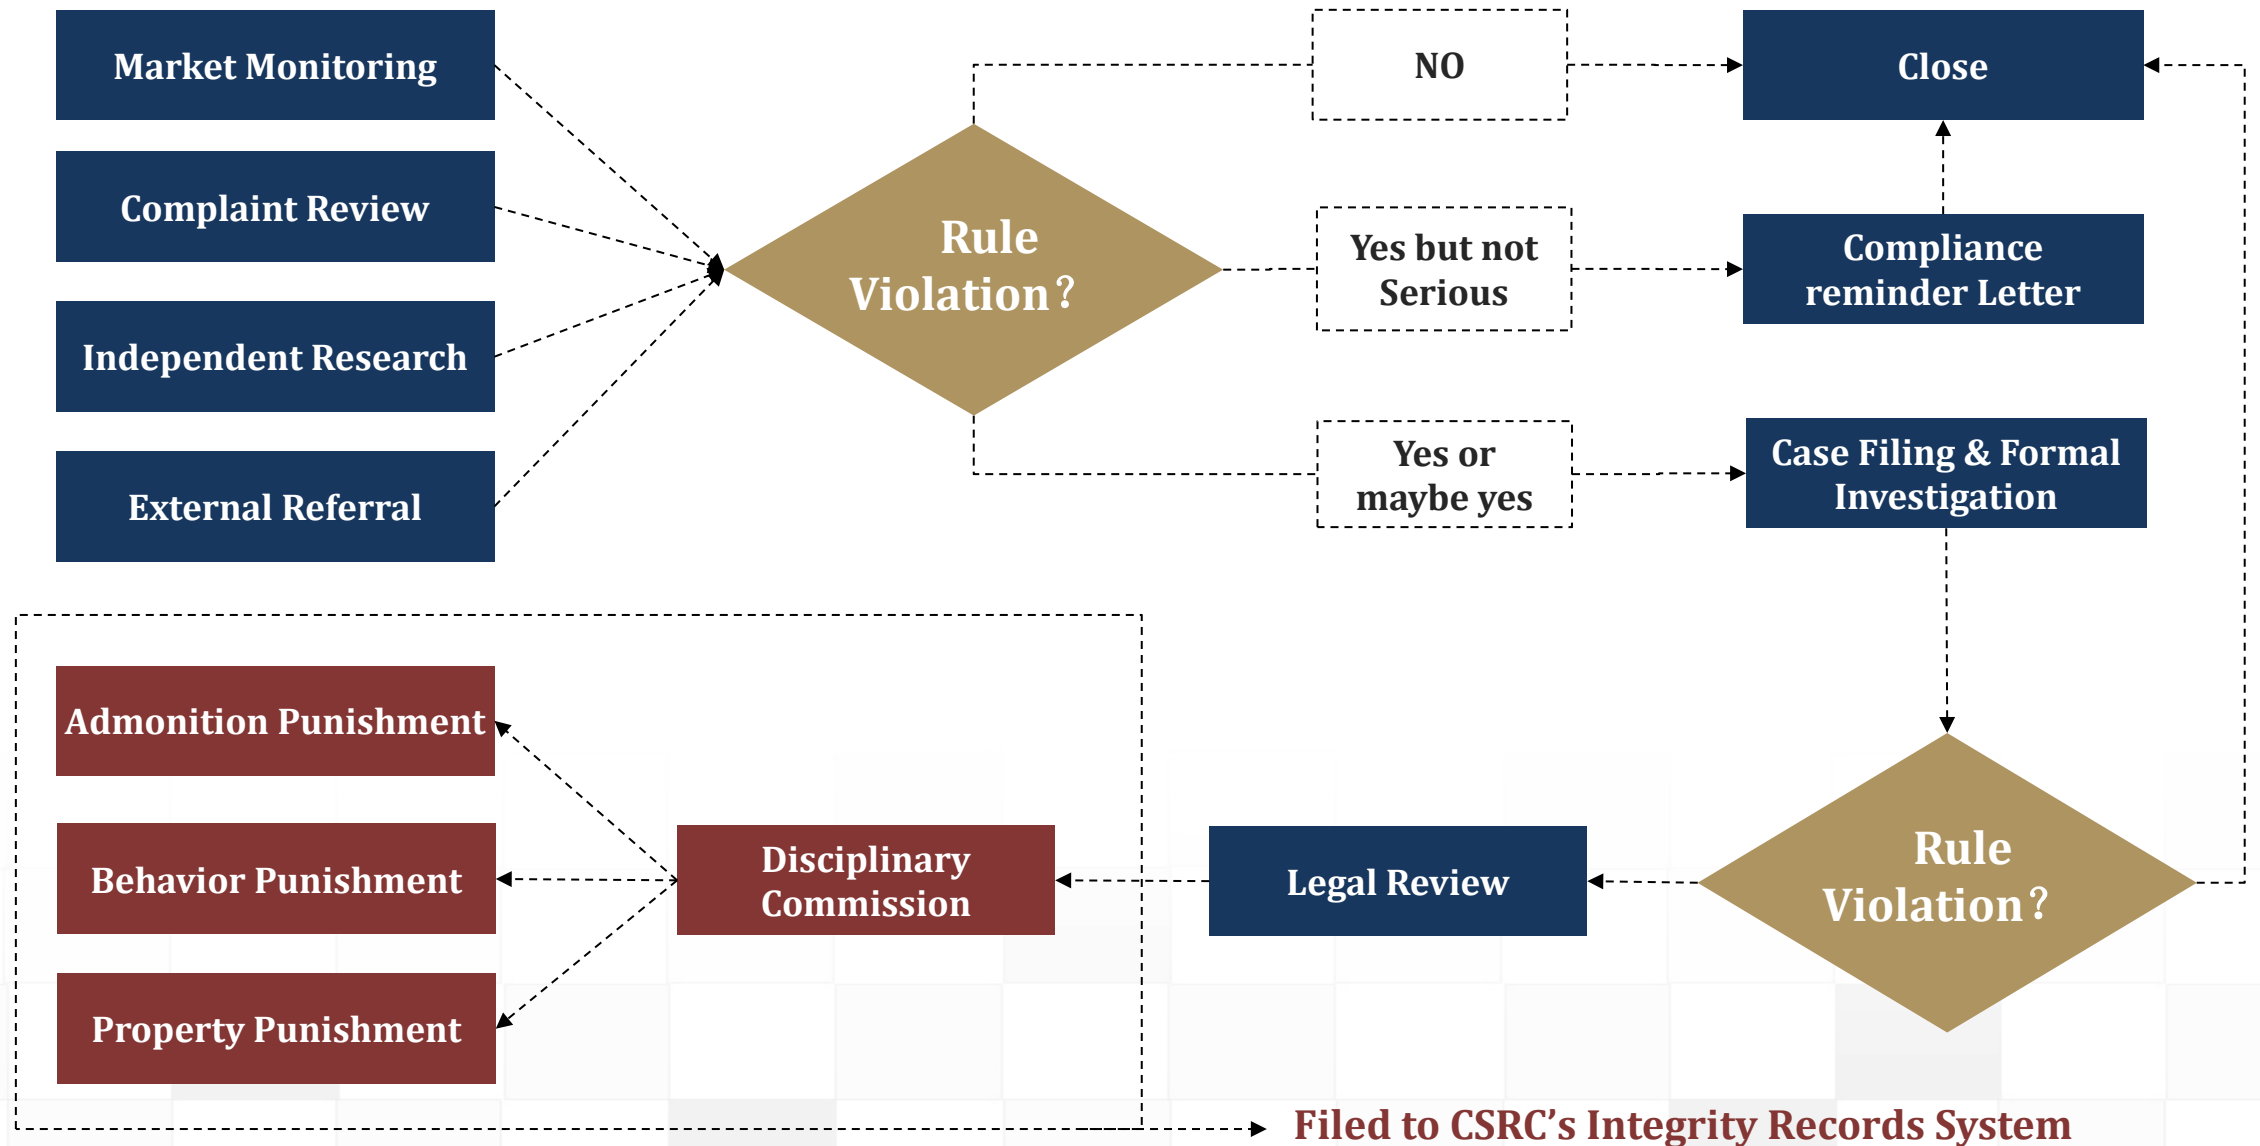 Market Monitoring
Complaint Review
Independent Research
External Referral
Rule
Violation？
NO
Yes but not
Serious
Yes or
maybe yes
Close
Compliance
reminder Letter
Case Filing & Formal
Investigation
Rule
Violation？
Legal Review
Disciplinary
Commission
Admonition Punishment
Behavior Punishment
Property Punishment
Filed to CSRC’s Integrity Records System